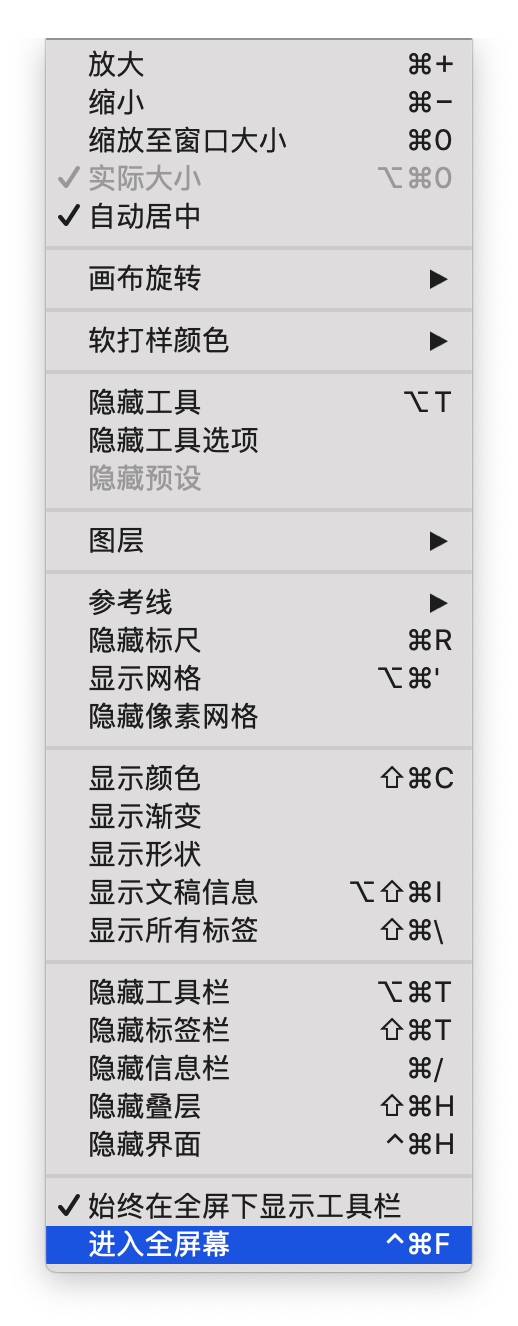 放大 ⌘+
缩小 ⌘−
缩放至窗口大小 ⌘0
✓ 实际大小 ⌥⌘0
✓ 自动居中
画布旋转 ▶
软打样颜色 ▶
隐藏工具 ⌥T
隐藏工具选项
隐藏预设
图层 ▶
参考线 ▶
隐藏标尺 ⌘R
显示网格 ⌥⌘'
隐藏像素网格
显示颜色 ⇧⌘C
显示渐变
显示形状
显示文稿信息 ⌥⇧⌘I
显示所有标签 ⇧⌘\
隐藏工具栏 ⌥⌘T
隐藏标签栏 ⇧⌘T
隐藏信息栏 ⌘/
隐藏叠层 ⇧⌘H
隐藏界面 ^⌘H
✓ 始终在全屏下显示工具栏
进入全屏幕 ^⌘F